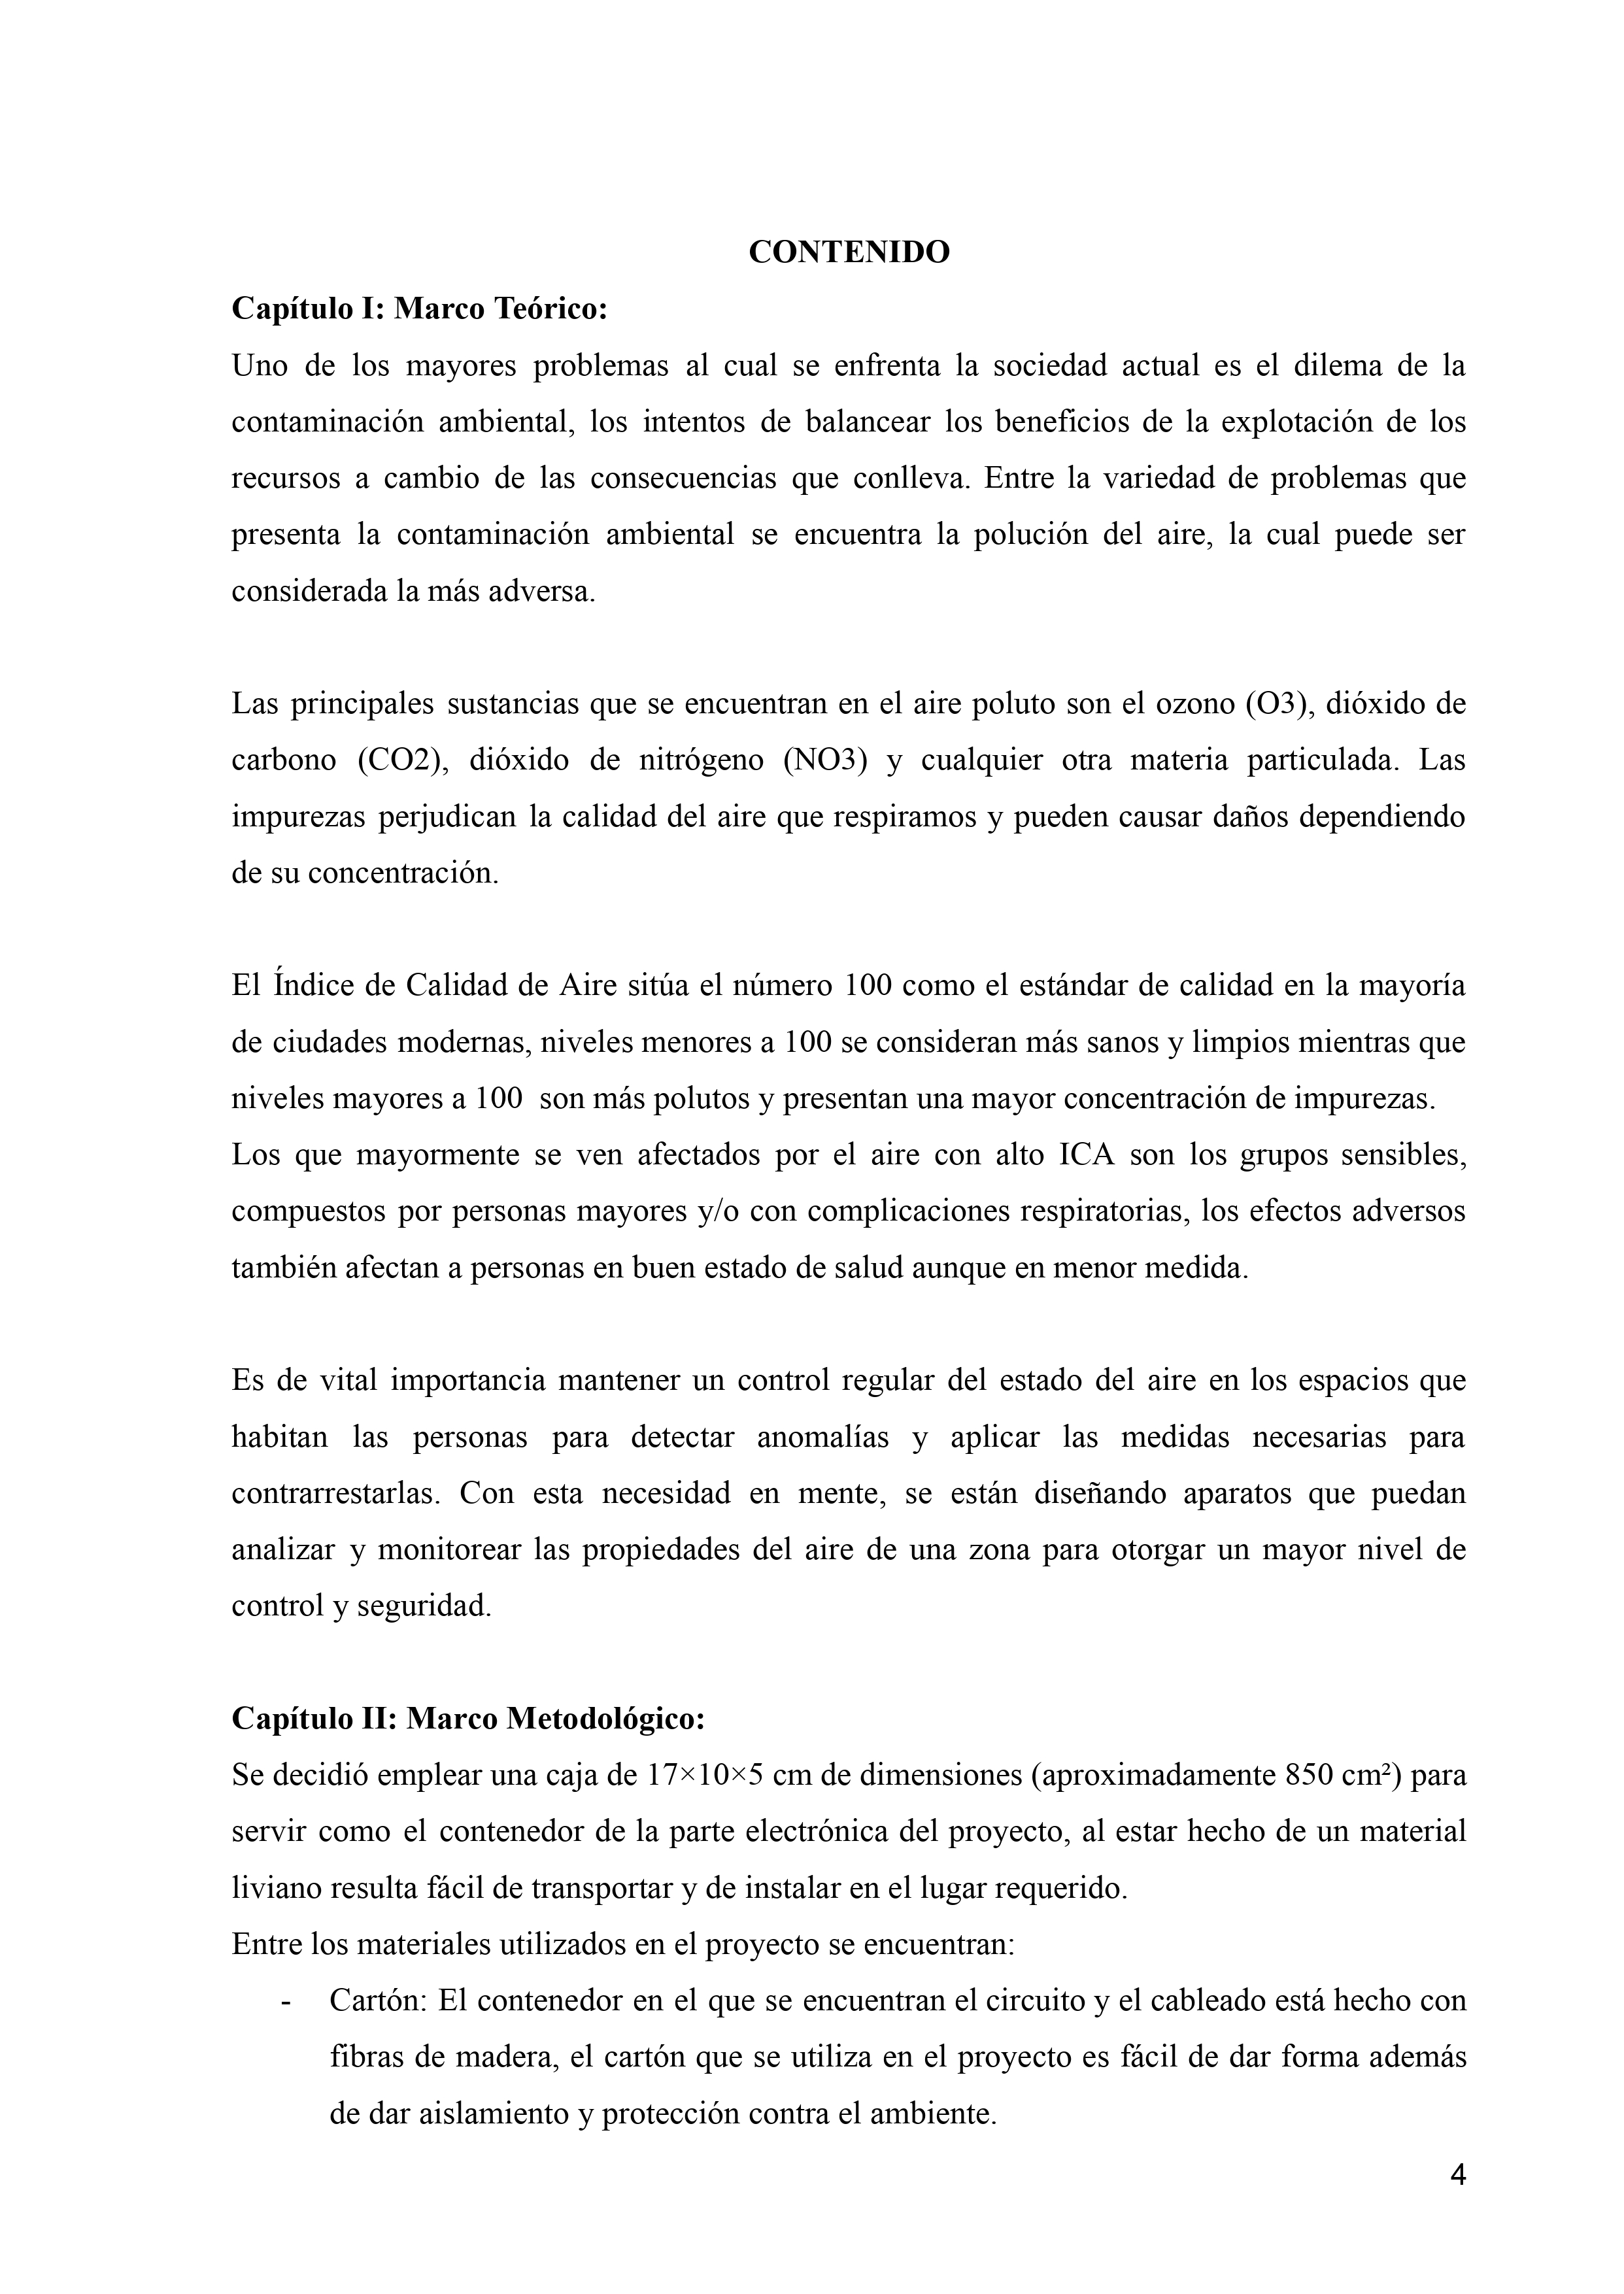 CONTENIDO
Capítulo I: Marco Teórico:
Uno de los mayores problemas al cual se enfrenta la sociedad actual es el dilema de la
contaminación ambiental, los intentos de balancear los beneficios de la explotación de los
recursos a cambio de las consecuencias que conlleva. Entre la variedad de problemas que
presenta la contaminación ambiental se encuentra la polución del aire, la cual puede ser
considerada la más adversa.
Las principales sustancias que se encuentran en el aire poluto son el ozono (O3), dióxido de
carbono (CO2), dióxido de nitrógeno (NO3) y cualquier otra materia particulada. Las
impurezas perjudican la calidad del aire que respiramos y pueden causar daños dependiendo
de su concentración.
El Índice de Calidad de Aire sitúa el número 100 como el estándar de calidad en la mayoría
de ciudades modernas, niveles menores a 100 se consideran más sanos y limpios mientras que
niveles mayores a 100  son más polutos y presentan una mayor concentración de impurezas.
Los que mayormente se ven afectados por el aire con alto ICA son los grupos sensibles,
compuestos por personas mayores y/o con complicaciones respiratorias, los efectos adversos
también afectan a personas en buen estado de salud aunque en menor medida.
Es de vital importancia mantener un control regular del estado del aire en los espacios que
habitan las personas para detectar anomalías y aplicar las medidas necesarias para
contrarrestarlas. Con esta necesidad en mente, se están diseñando aparatos que puedan
analizar y monitorear las propiedades del aire de una zona para otorgar un mayor nivel de
control y seguridad.
Capítulo II: Marco Metodológico:
Se decidió emplear una caja de 17×10×5 cm de dimensiones (aproximadamente 850 cm²) para
servir como el contenedor de la parte electrónica del proyecto, al estar hecho de un material
liviano resulta fácil de transportar y de instalar en el lugar requerido.
Entre los materiales utilizados en el proyecto se encuentran:
- Cartón: El contenedor en el que se encuentran el circuito y el cableado está hecho con
fibras de madera, el cartón que se utiliza en el proyecto es fácil de dar forma además
de dar aislamiento y protección contra el ambiente.
4